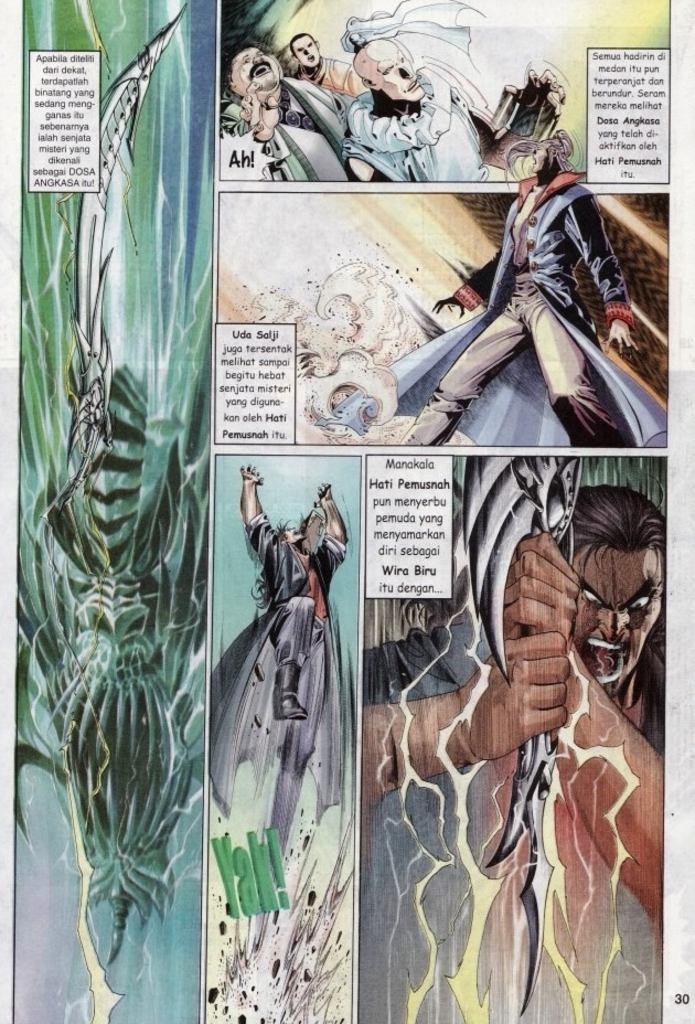 Apabila diteliti
dari dekat,
terdapatlah
binatang yang
sedang meng-
ganas itu
sebenarnya
ialah senjata
misteri yang
dikenali
sebagai DOSA
ANGKASA itu!
Ah!
Semua hadirin di
medan itu pun
terperanjat dan
berundur. Seram
mereka melihat
Dosa Angkasa
yang telah di-
aktifkan oleh
Hati Pemusnah
itu.
Uda Salji
juga tersentak
melihat sampai
begitu hebat
senjata misteri
yang diguna-
kan oleh Hati
Pemusnah itu.
Yak!
Manakala
Hati Pemusnah
pun menyerbu
pemuda yang
menyamarkan
diri sebagai
Wira Biru
itu dengan...
30